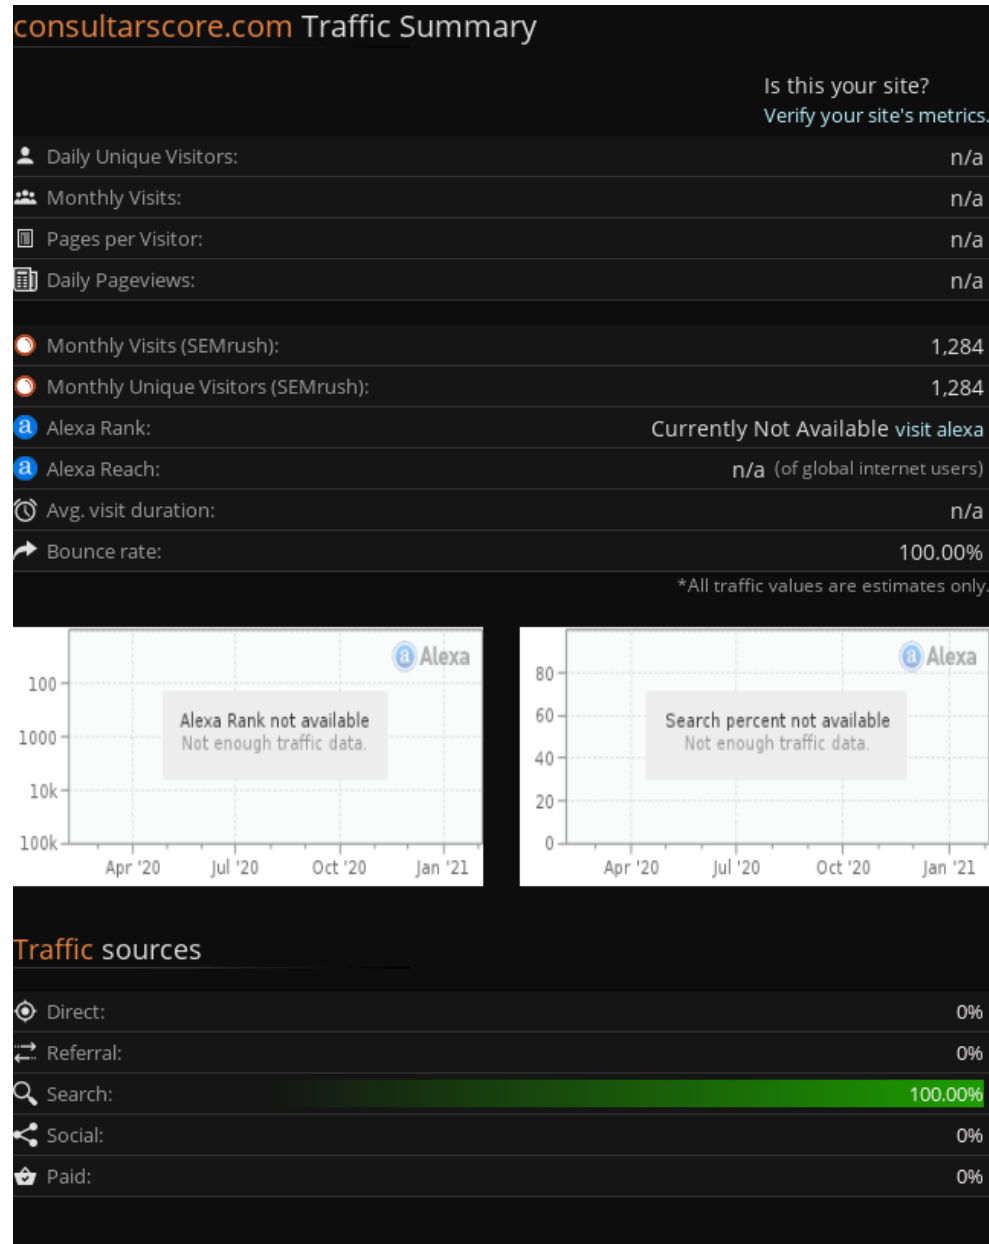 consultarscore.com Traffic Summary
Is this your site?
Verify your site's metrics.
Daily Unique Visitors: n/a
Monthly Visits: n/a
Pages per Visitor: n/a
Daily Pageviews: n/a
Monthly Visits (SEMrush): 1,284
Monthly Unique Visitors (SEMrush): 1,284
a Alexa Rank: Currently Not Available visit alexa
a Alexa Reach: n/a (of global internet users)
Avg. visit duration: n/a
Bounce rate: 100.00%
*All traffic values are estimates only.
a Alexa
100
1000
10k
100k
Alexa Rank not available
Not enough traffic data.
Apr '20 Jul '20 Oct '20 Jan '21
a Alexa
80
60
40
20
0
Search percent not available
Not enough traffic data.
Apr '20 Jul '20 Oct '20 Jan '21
Traffic sources
Direct: 0%
Referral: 0%
Search: 100.00%
Social: 0%
Paid: 0%